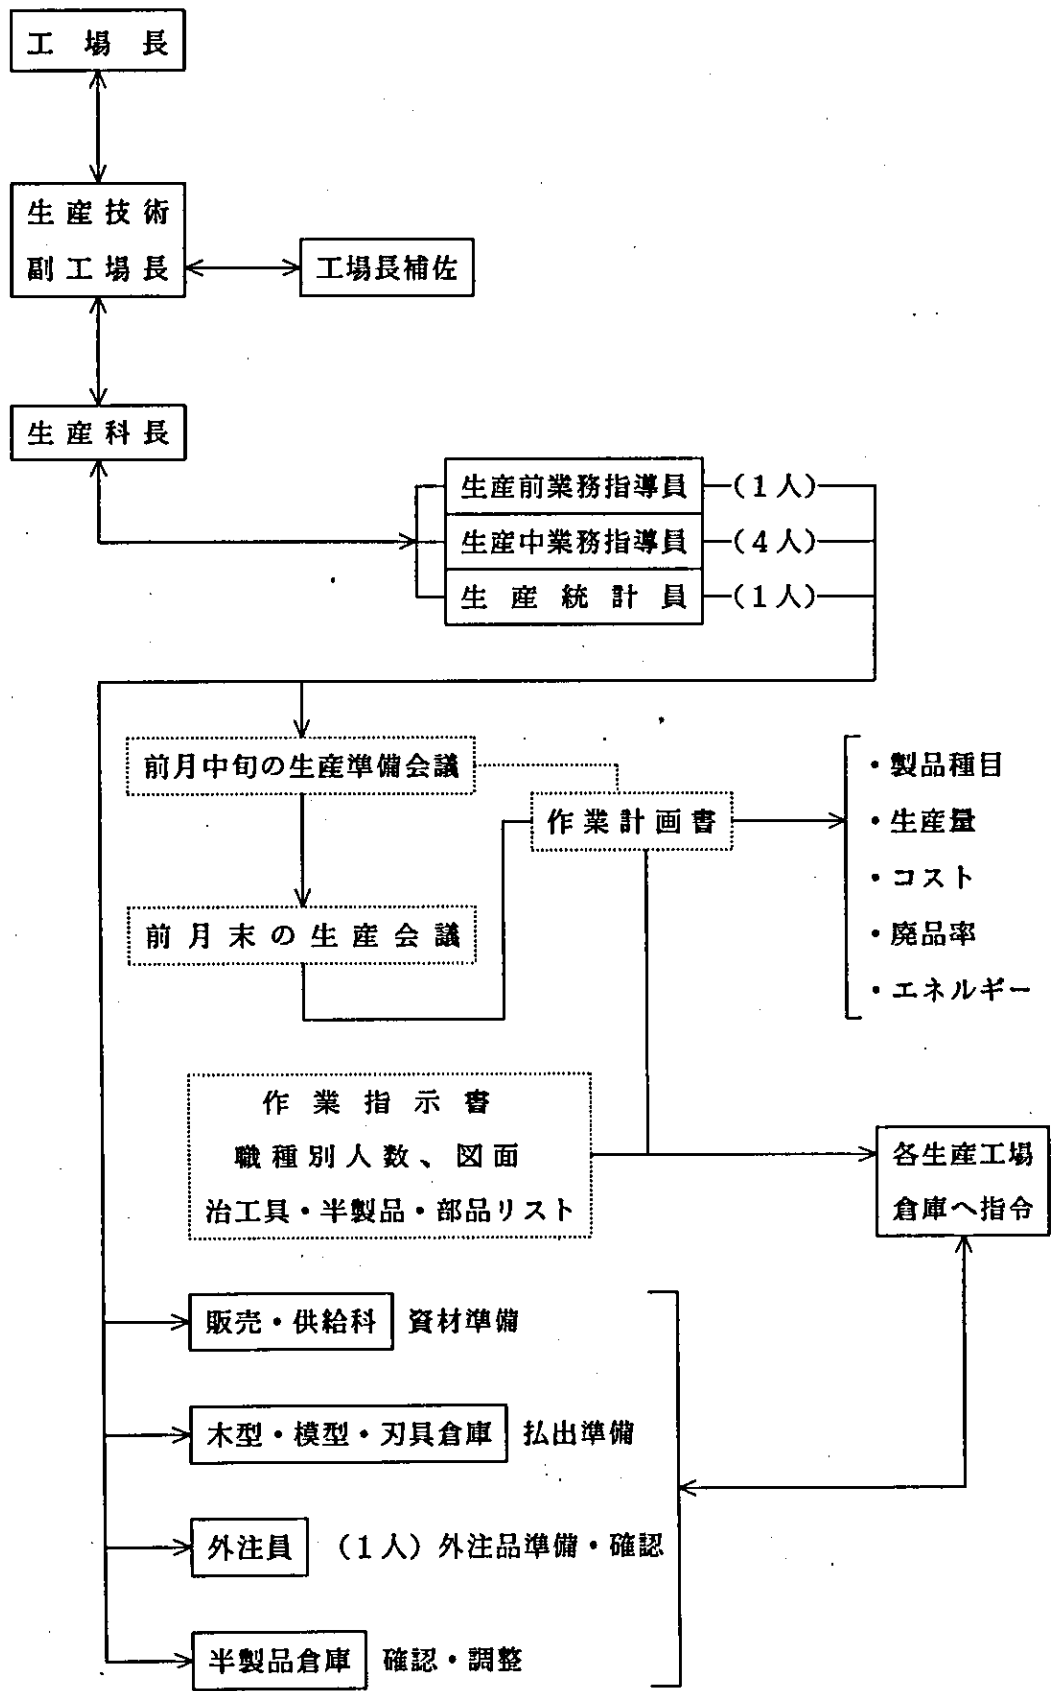 工場長
生産技術
副工場長
工場長補佐
生産科長
生産前業務指導員 (1人)
生産中業務指導員 (4人)
生産統計員 (1人)
前月中旬の生産準備会議
作業計画書
・製品種目
・生産量
・コスト
・廃品率
・エネルギー
前月末の生産会議
作業指示書
職種別人数、図面
治工具・半製品・部品リスト
各生産工場
倉庫へ指令
販売・供給科 資材準備
木型・模型・刃具倉庫 払出準備
外注員 (1人) 外注品準備・確認
半製品倉庫 確認・調整